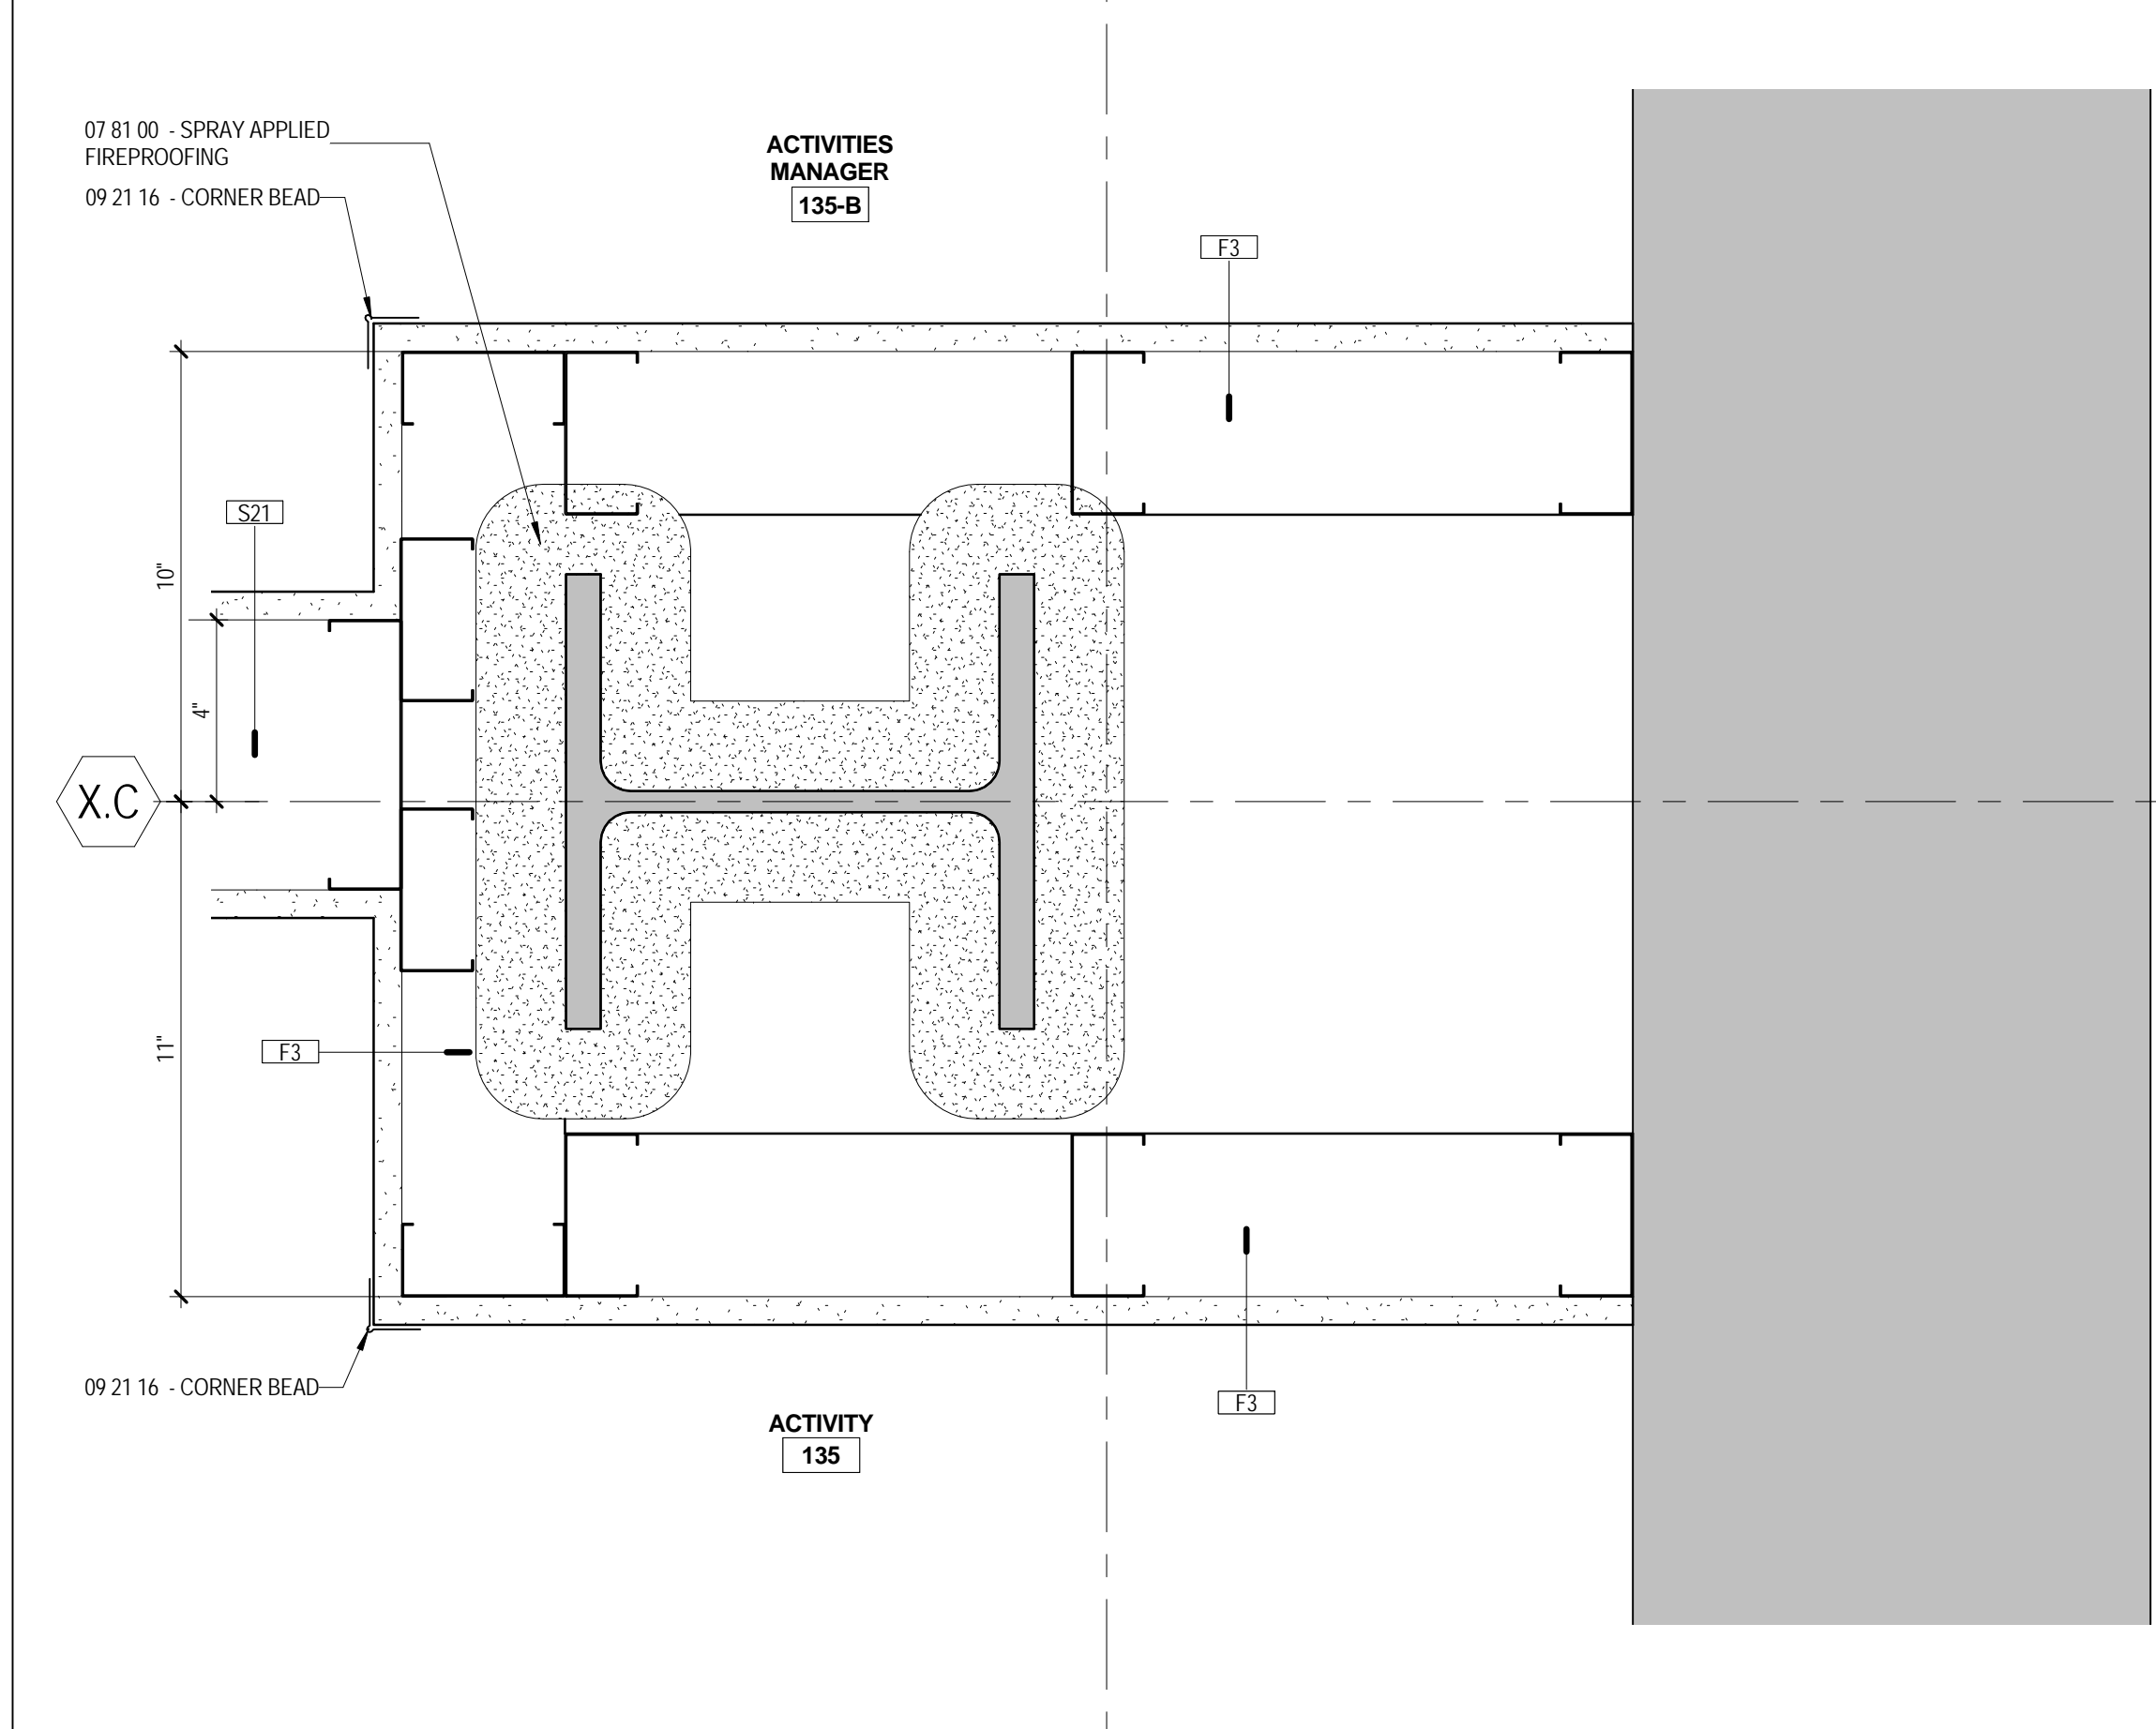 07 81 00 - SPRAY APPLIED
FIREPROOFING
09 21 16 - CORNER BEAD
ACTIVITIES
MANAGER
135-B
F3
S21
10"
4"
X.C
11"
F3
09 21 16 - CORNER BEAD
F3
ACTIVITY
135